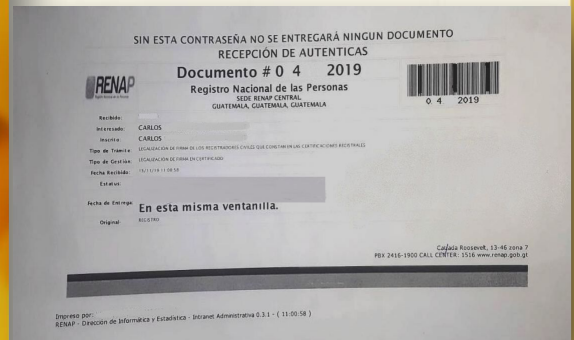 SIN ESTA CONTRASEÑA NO SE ENTREGARÁ NINGUN DOCUMENTO
RECEPCIÓN DE AUTENTICAS
Documento # 0 4 2019
RENAP
Registro Nacional de las Personas
SEDE RENAP CENTRAL,
GUATEMALA, GUATEMALA, GUATEMALA
0 4 2019
Recibido:
Interesado: CARLOS
Inscrito: CARLOS
Tipo de Trámite: LEGALIZACIÓN DE FIRMA DE LOS REGISTRADORES CIVILES QUE CONSTAN EN LAS CERTIFICACIONES REGISTRALES
Tipo de Gestión: LEGALIZACIÓN DE FIRMA EN CERTIFICADO
Fecha Recibido:
Estatus:
Fecha de Entrega: En esta misma ventanilla.
Original: REGISTRO
Calzada Roosevelt, 13-46 zona 7
PBX 2416-1900 CALL CENTER: 1516 www.renap.gob.gt
Impreso por:
RENAP - Dirección de Informática y Estadística - Intranet Administrativa 0.3.1 - ( 11:00:58 )